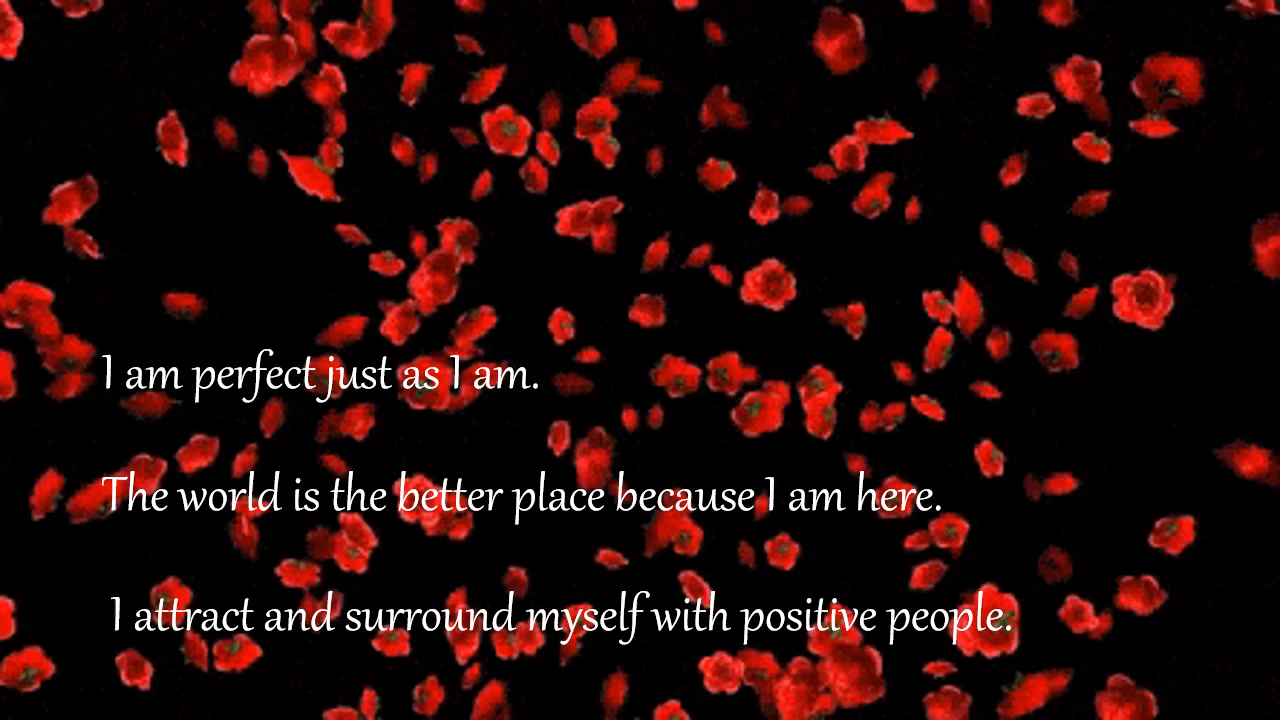 I am perfect just as I am.
The world is the better place because I am here.
I attract and surround myself with positive people.